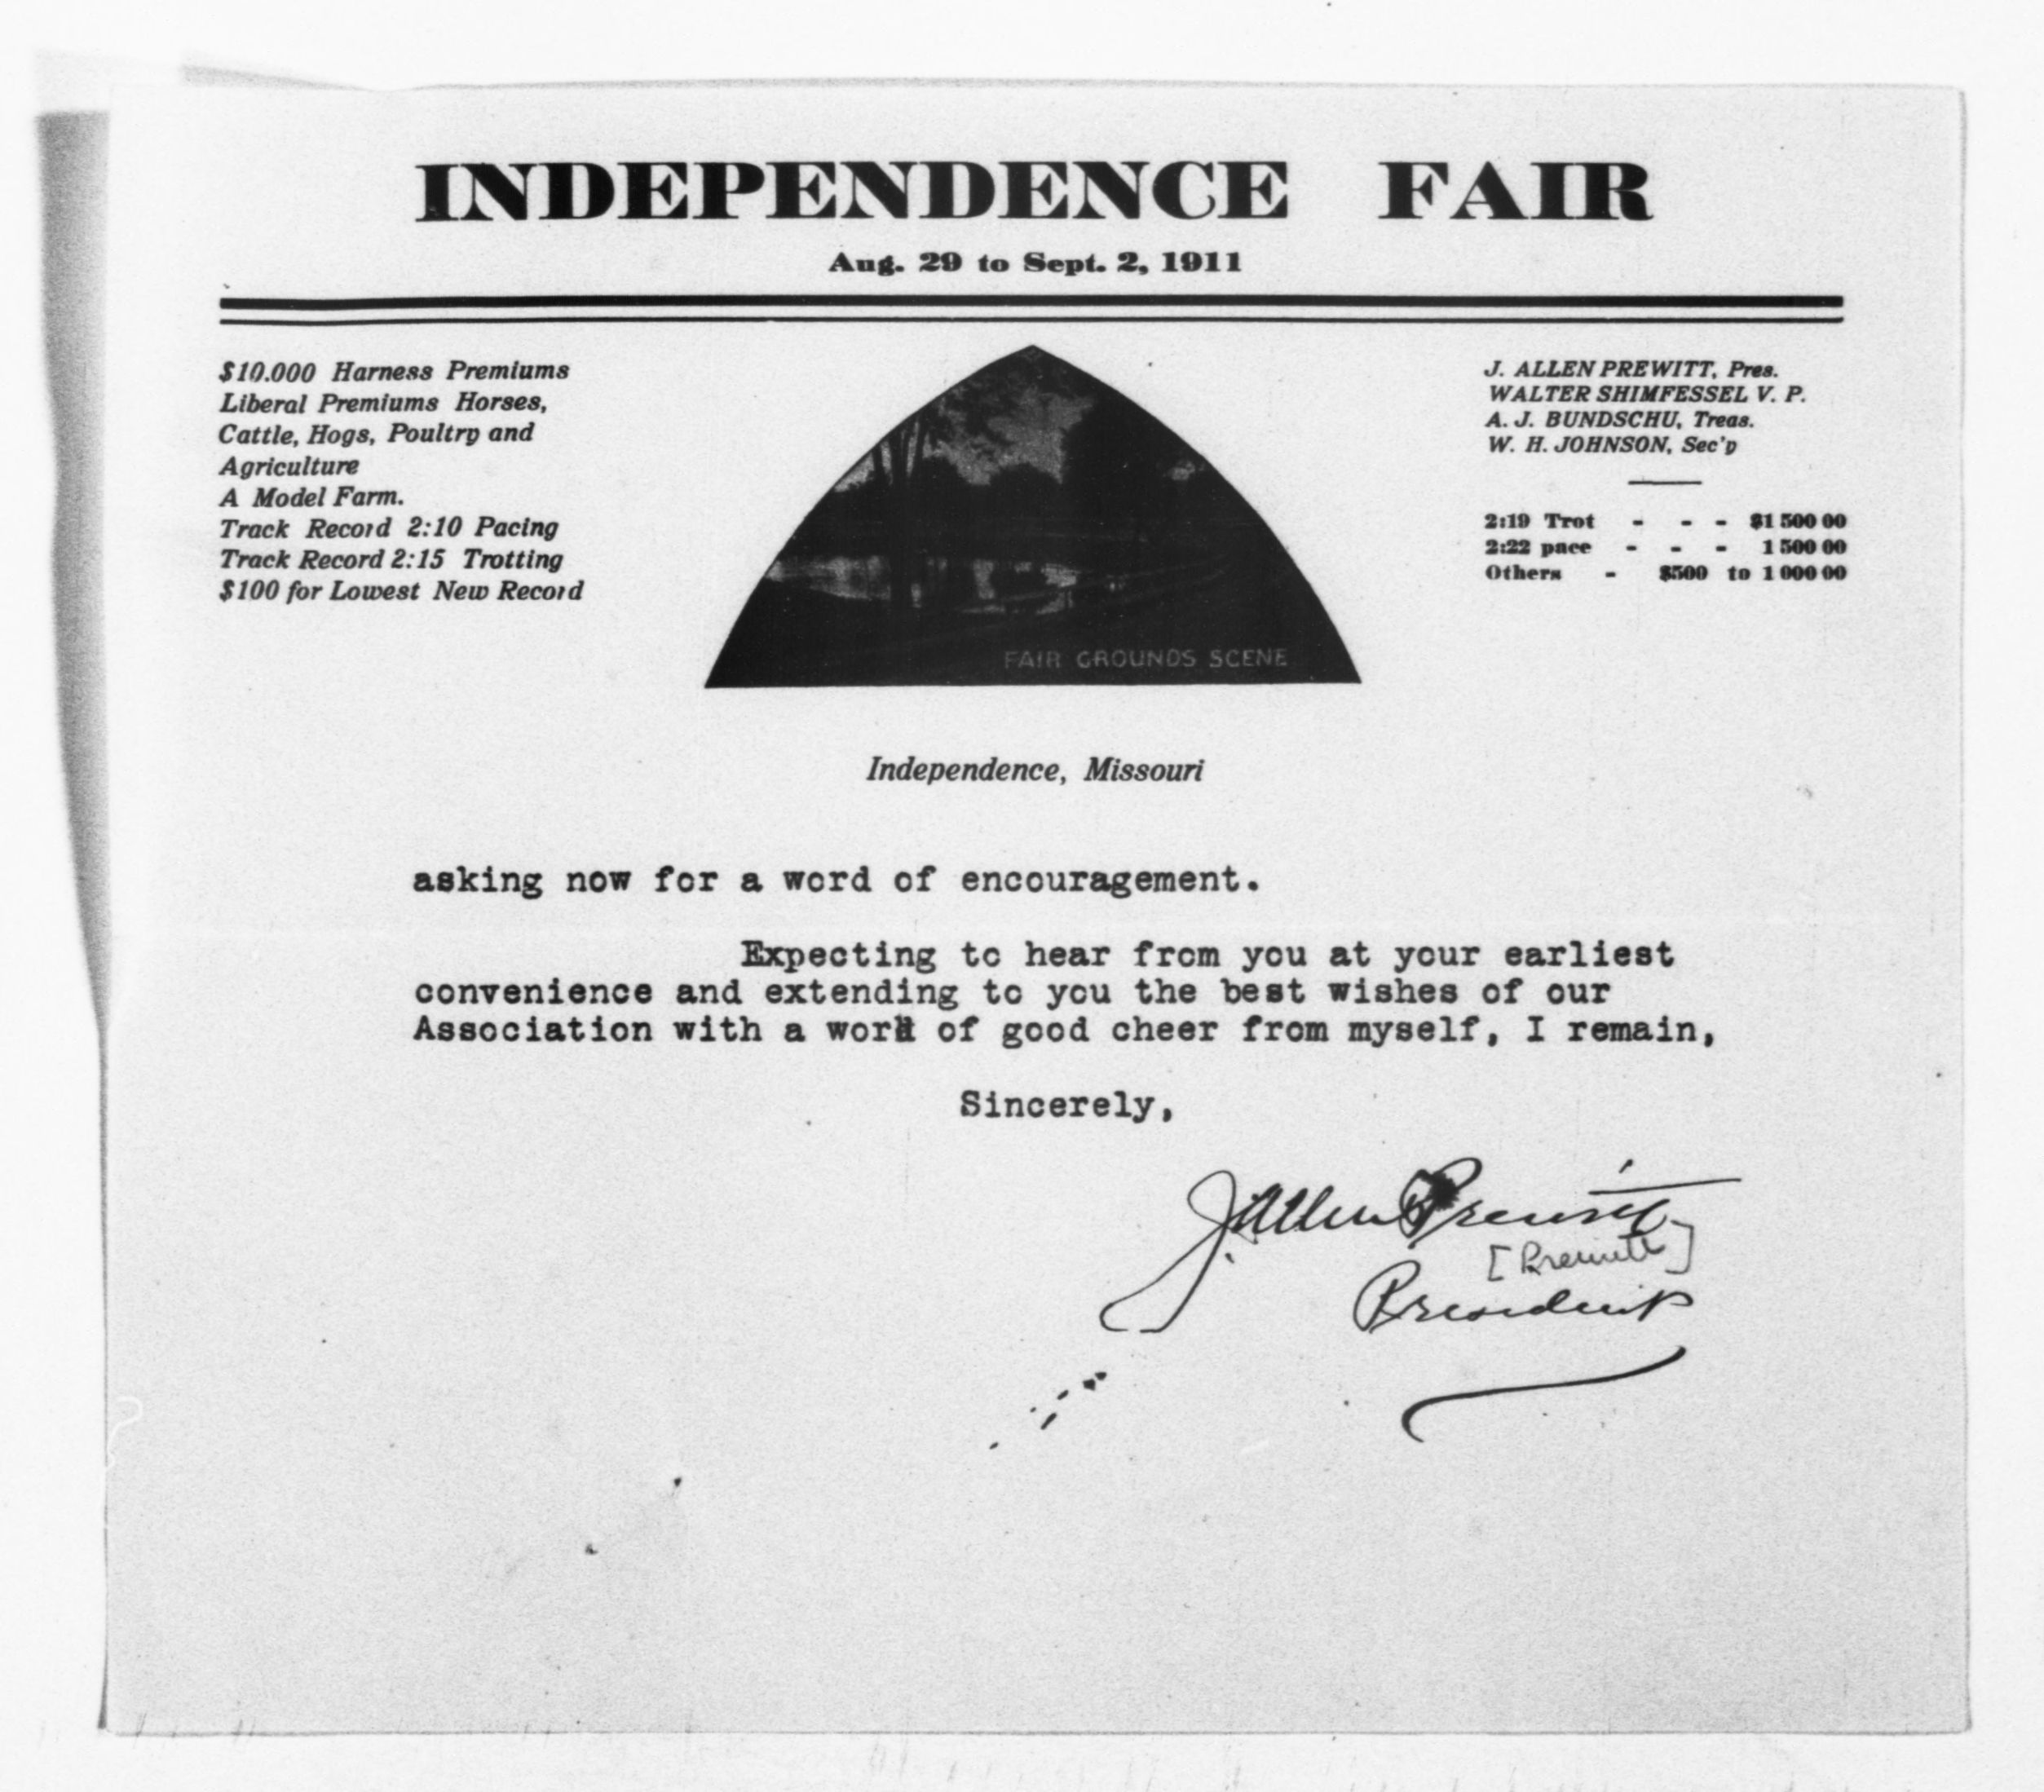 INDEPENDENCE FAIR
Aug. 29 to Sept. 2, 1911
$10.000 Harness Premiums
Liberal Premiums Horses,
Cattle, Hogs, Poultry and
Agriculture
A Model Farm.
Track Record 2:10 Pacing
Track Record 2:15 Trotting
$100 for Lowest New Record
FAIR GROUNDS SCENE
J. ALLEN PREWITT, Pres.
WALTER SHIMFESSEL V. P.
A. J. BUNDSCHU, Treas.
W. H. JOHNSON, Sec'y
2:19 Trot - - - $1 500 00
2:22 pace - - - 1 500 00
Others - $500 to 1 000 00
Independence, Missouri
asking now for a word of encouragement.
Expecting to hear from you at your earliest
convenience and extending to you the best wishes of our
Association with a word of good cheer from myself, I remain,
Sincerely,
J. Allen Prewitt
[Prewitt]
President